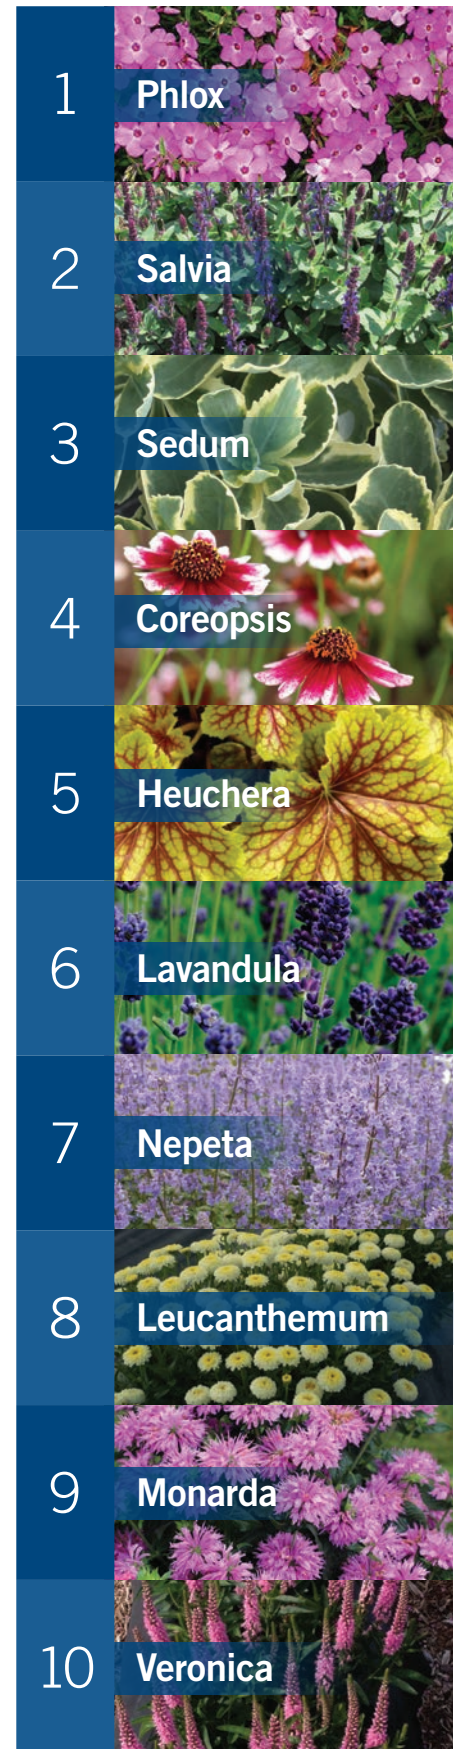 1 Phlox
2 Salvia
3 Sedum
4 Coreopsis
5 Heuchera
6 Lavandula
7 Nepeta
8 Leucanthemum
9 Monarda
10 Veronica